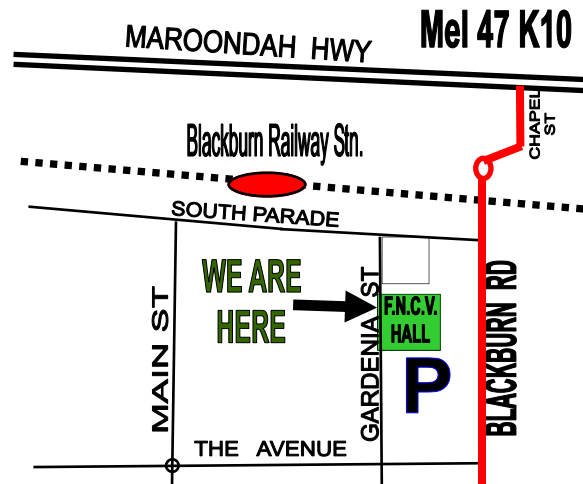 Mel 47 K10
MAROONDAH HWY
CHAPEL
ST
Blackburn Railway Stn.
SOUTH PARADE
WE ARE
HERE
F.N.C.V.
HALL
P
MAIN ST
GARDENIA ST
BLACKBURN RD
THE AVENUE